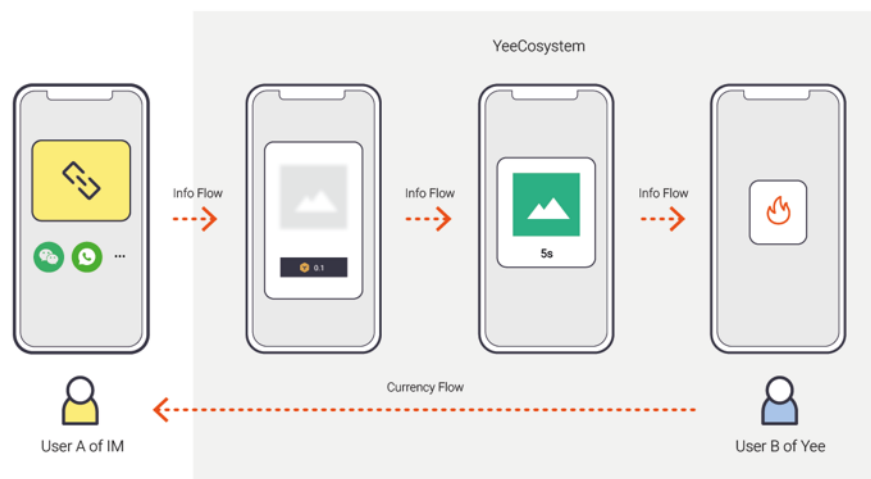 YeeCosystem
Info Flow
Info Flow
Info Flow
0.1
5s
Currency Flow
User A of IM
User B of Yee